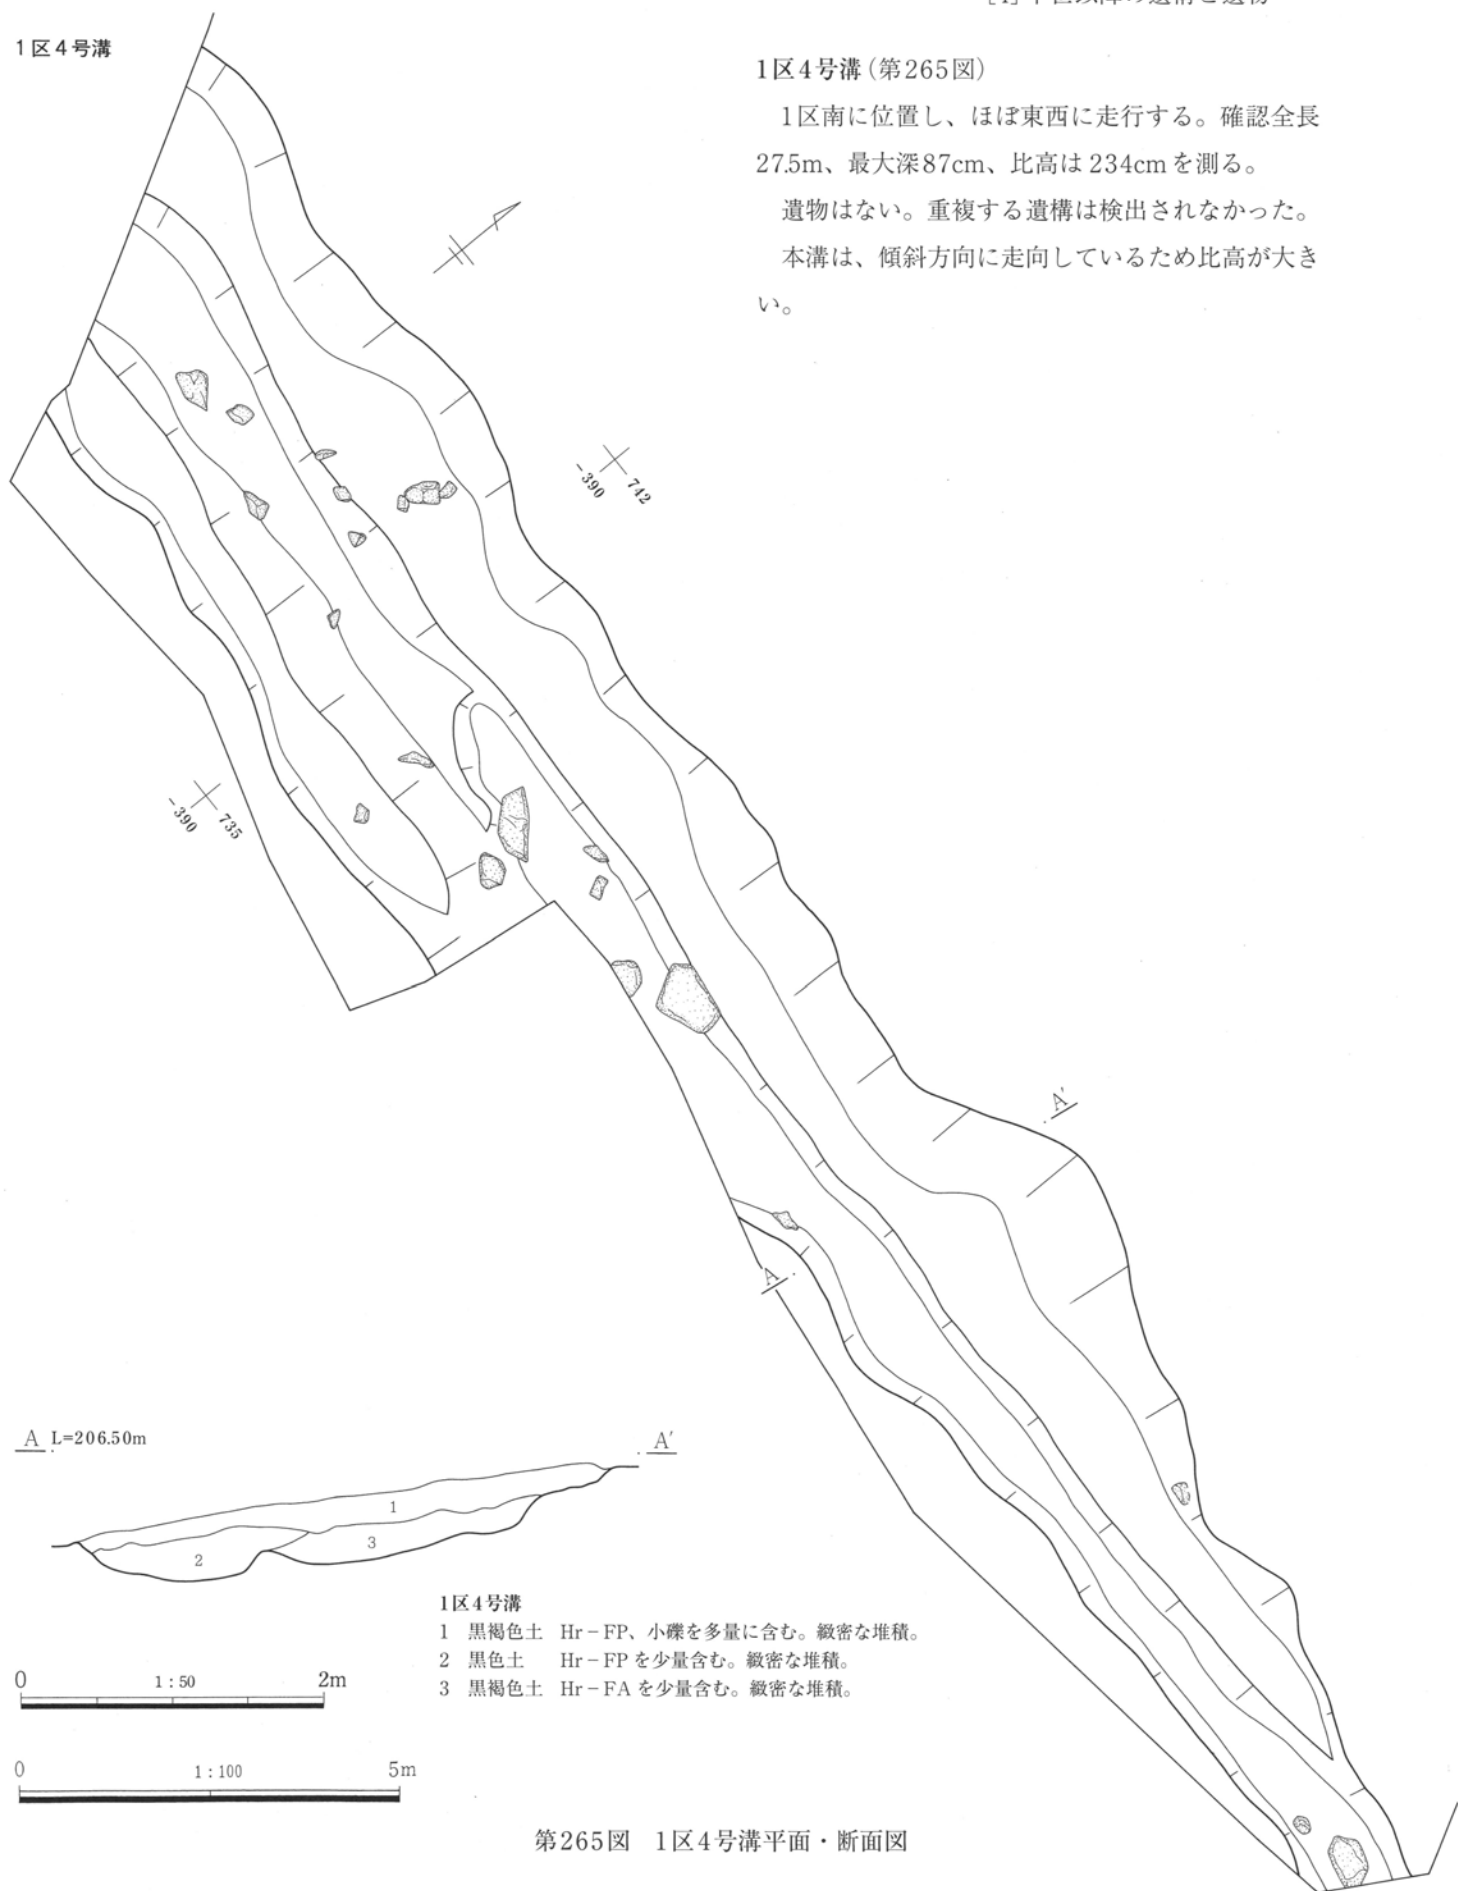 1区4号溝
1区4号溝(第265図)
1区南に位置し、ほぼ東西に走行する。確認全長
27.5m、最大深87cm、比高は234cmを測る。
遺物はない。重複する遺構は検出されなかった。
本溝は、傾斜方向に走向しているため比高が大き
い。
-390
742
-390
735
A'
A
A L=206.50m A'
1
2
3
1区4号溝
1 黒褐色土 Hr-FP、小礫を多量に含む。緻密な堆積。
2 黒色土 Hr-FPを少量含む。緻密な堆積。
3 黒褐色土 Hr-FAを少量含む。緻密な堆積。
0 1:50 2m
0 1:100 5m
第265図 1区4号溝平面・断面図